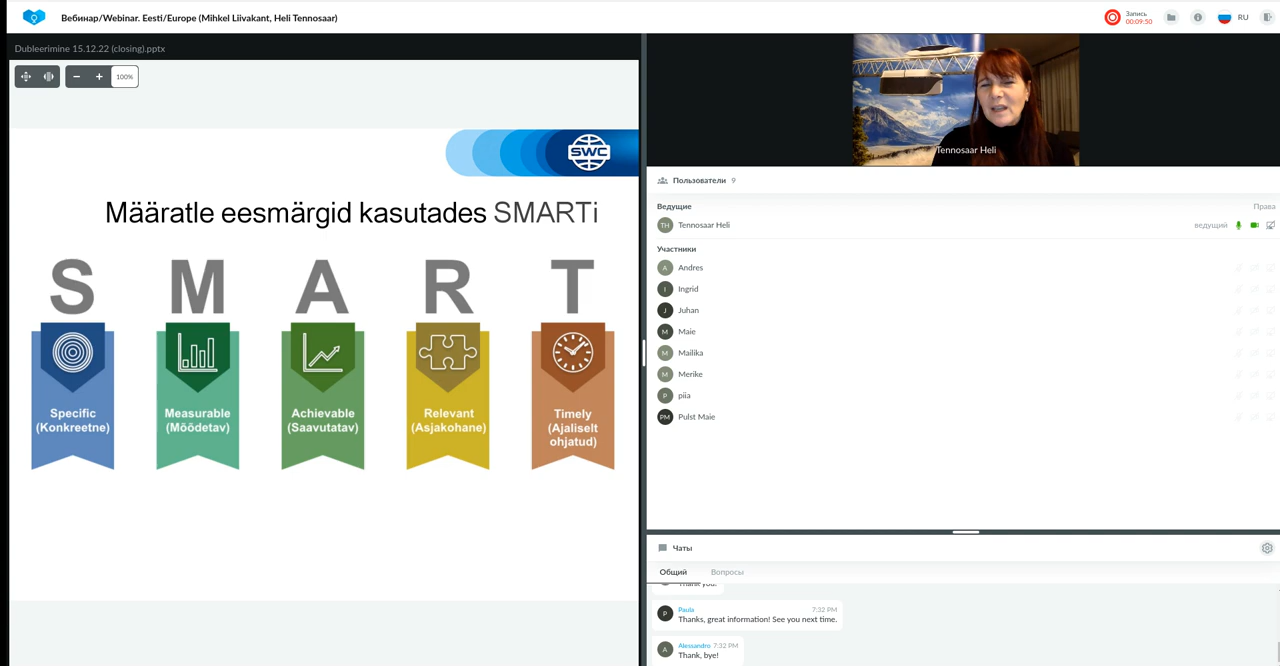 Вебинар/Webinar. Eesti/Europe (Mihkel Liivakant, Heli Tennosaar)
Запись
00:09:50
RU
Dubleerimine 15.12.22 (closing).pptx
100%
SWC
Määratle eesmärgid kasutades SMARTi
S M A R T
Specific
(Konkreetne)
Measurable
(Mõõdetav)
Achievable
(Saavutatav)
Relevant
(Asjakohane)
Timely
(Ajaliselt
ohjatud)
Tennosaar Heli
Пользователи 9
Ведущие Права
TH Tennosaar Heli ведущий
Участники
A Andres
I Ingrid
J Juhan
M Maie
M Mailika
M Merike
P piia
PM Pulst Maie
Чаты
Общий Вопросы
Thank you!
P Paula 7:32 PM
Thanks, great information! See you next time.
A Alessandro 7:32 PM
Thank, bye!